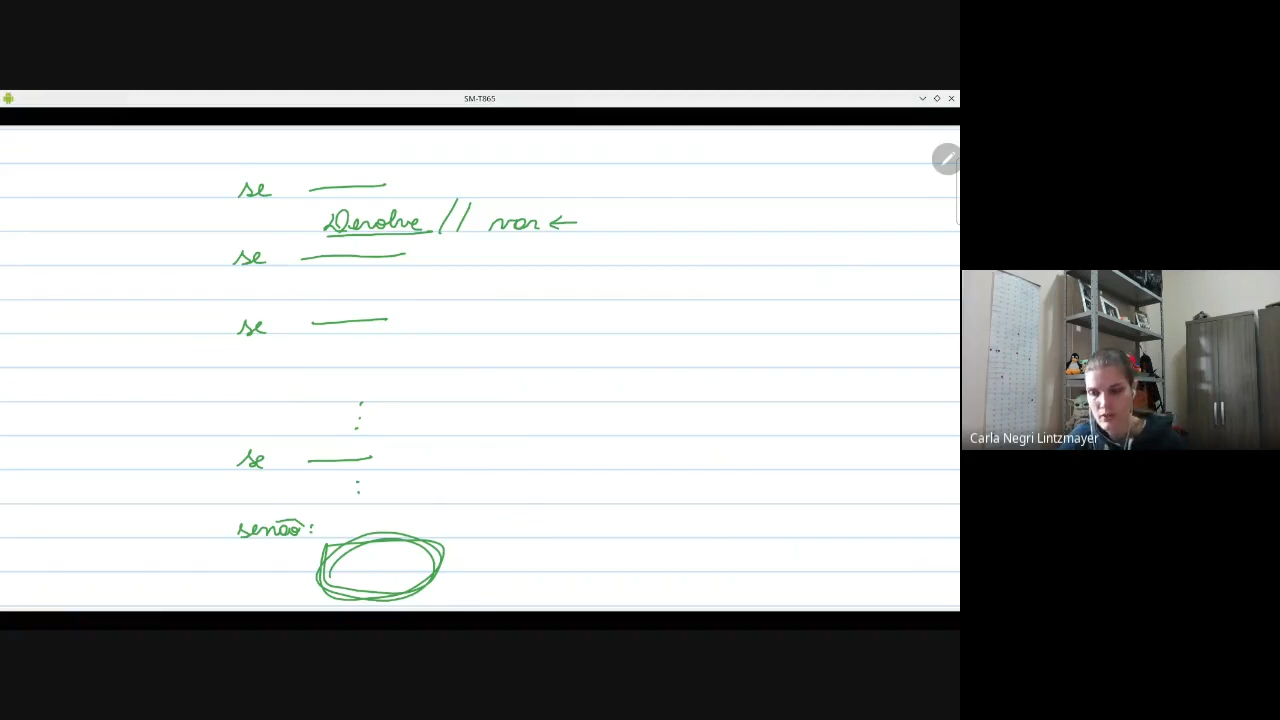 SM-T865
se
Devolve // var ←
se
se
⋮
se
⋮
senão:
Carla Negri Lintzmayer